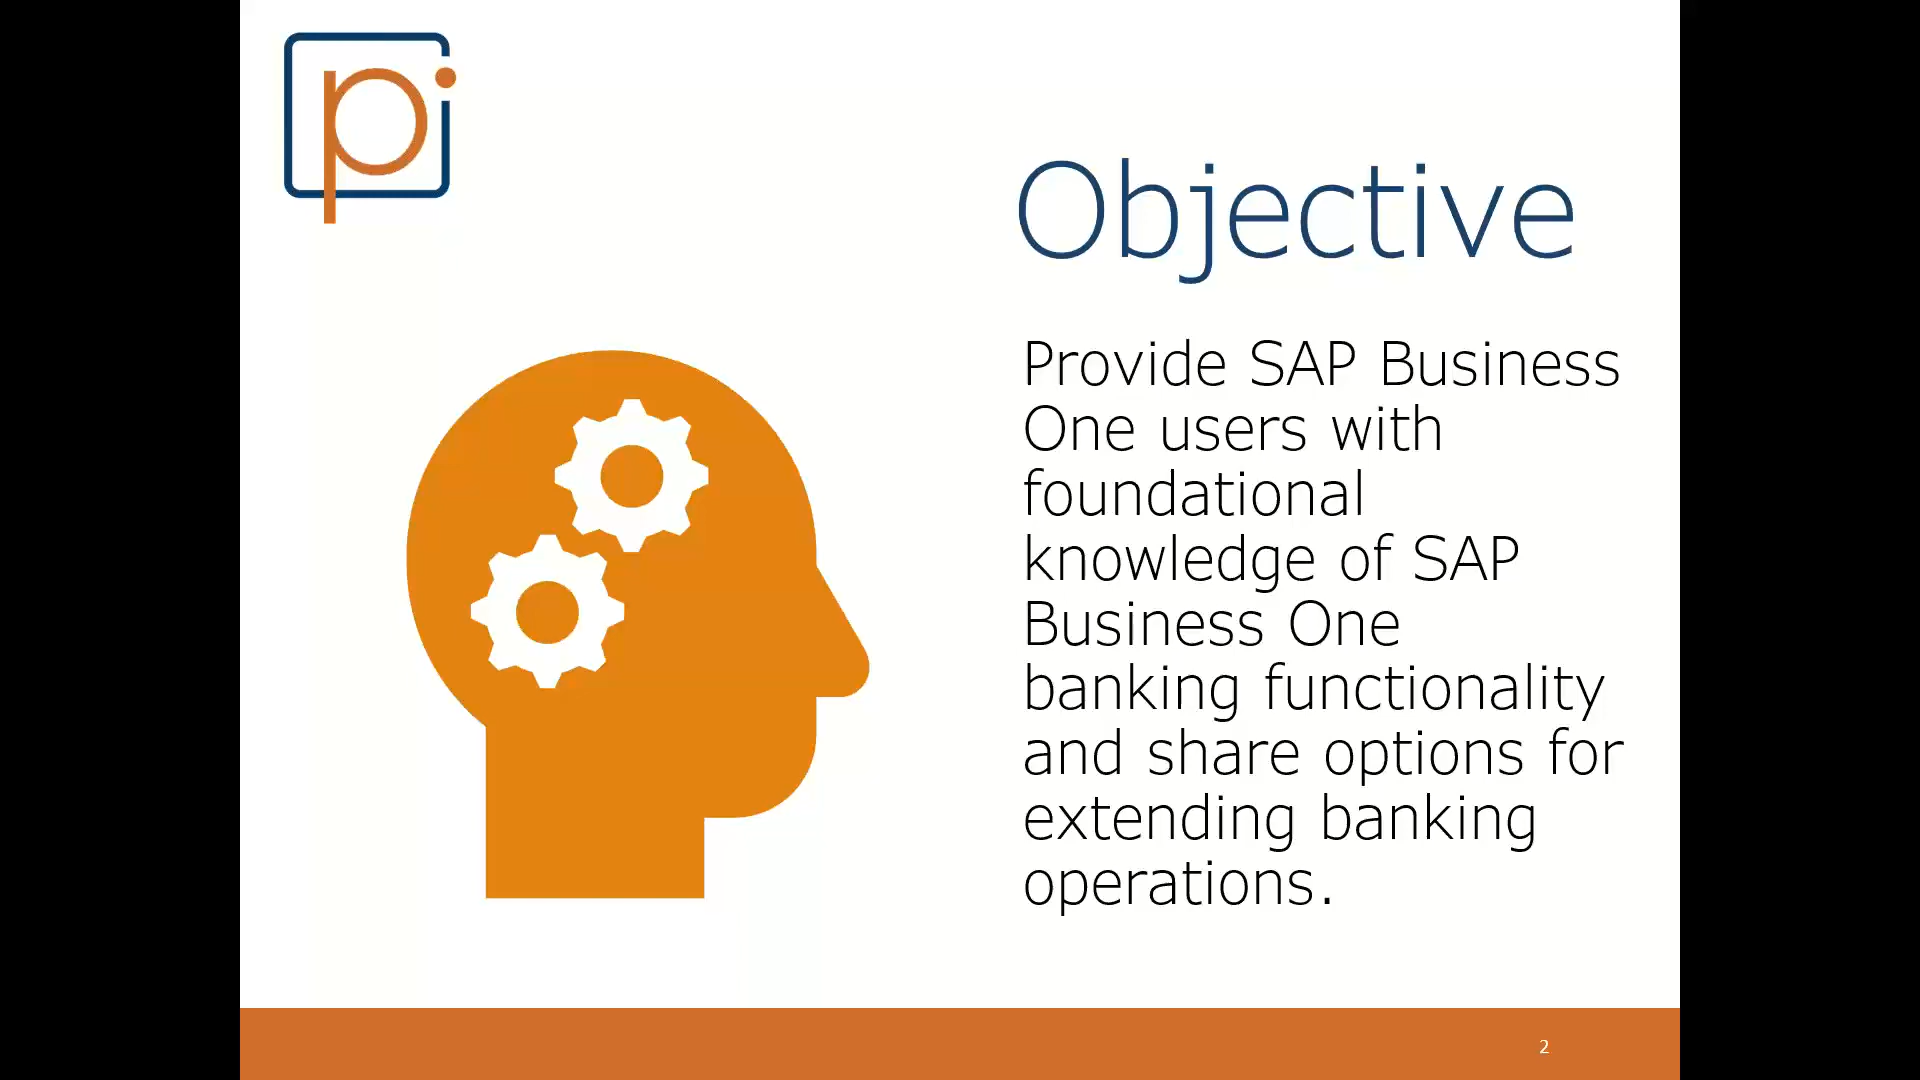 pi
Objective
Provide SAP Business
One users with
foundational
knowledge of SAP
Business One
banking functionality
and share options for
extending banking
operations.
2